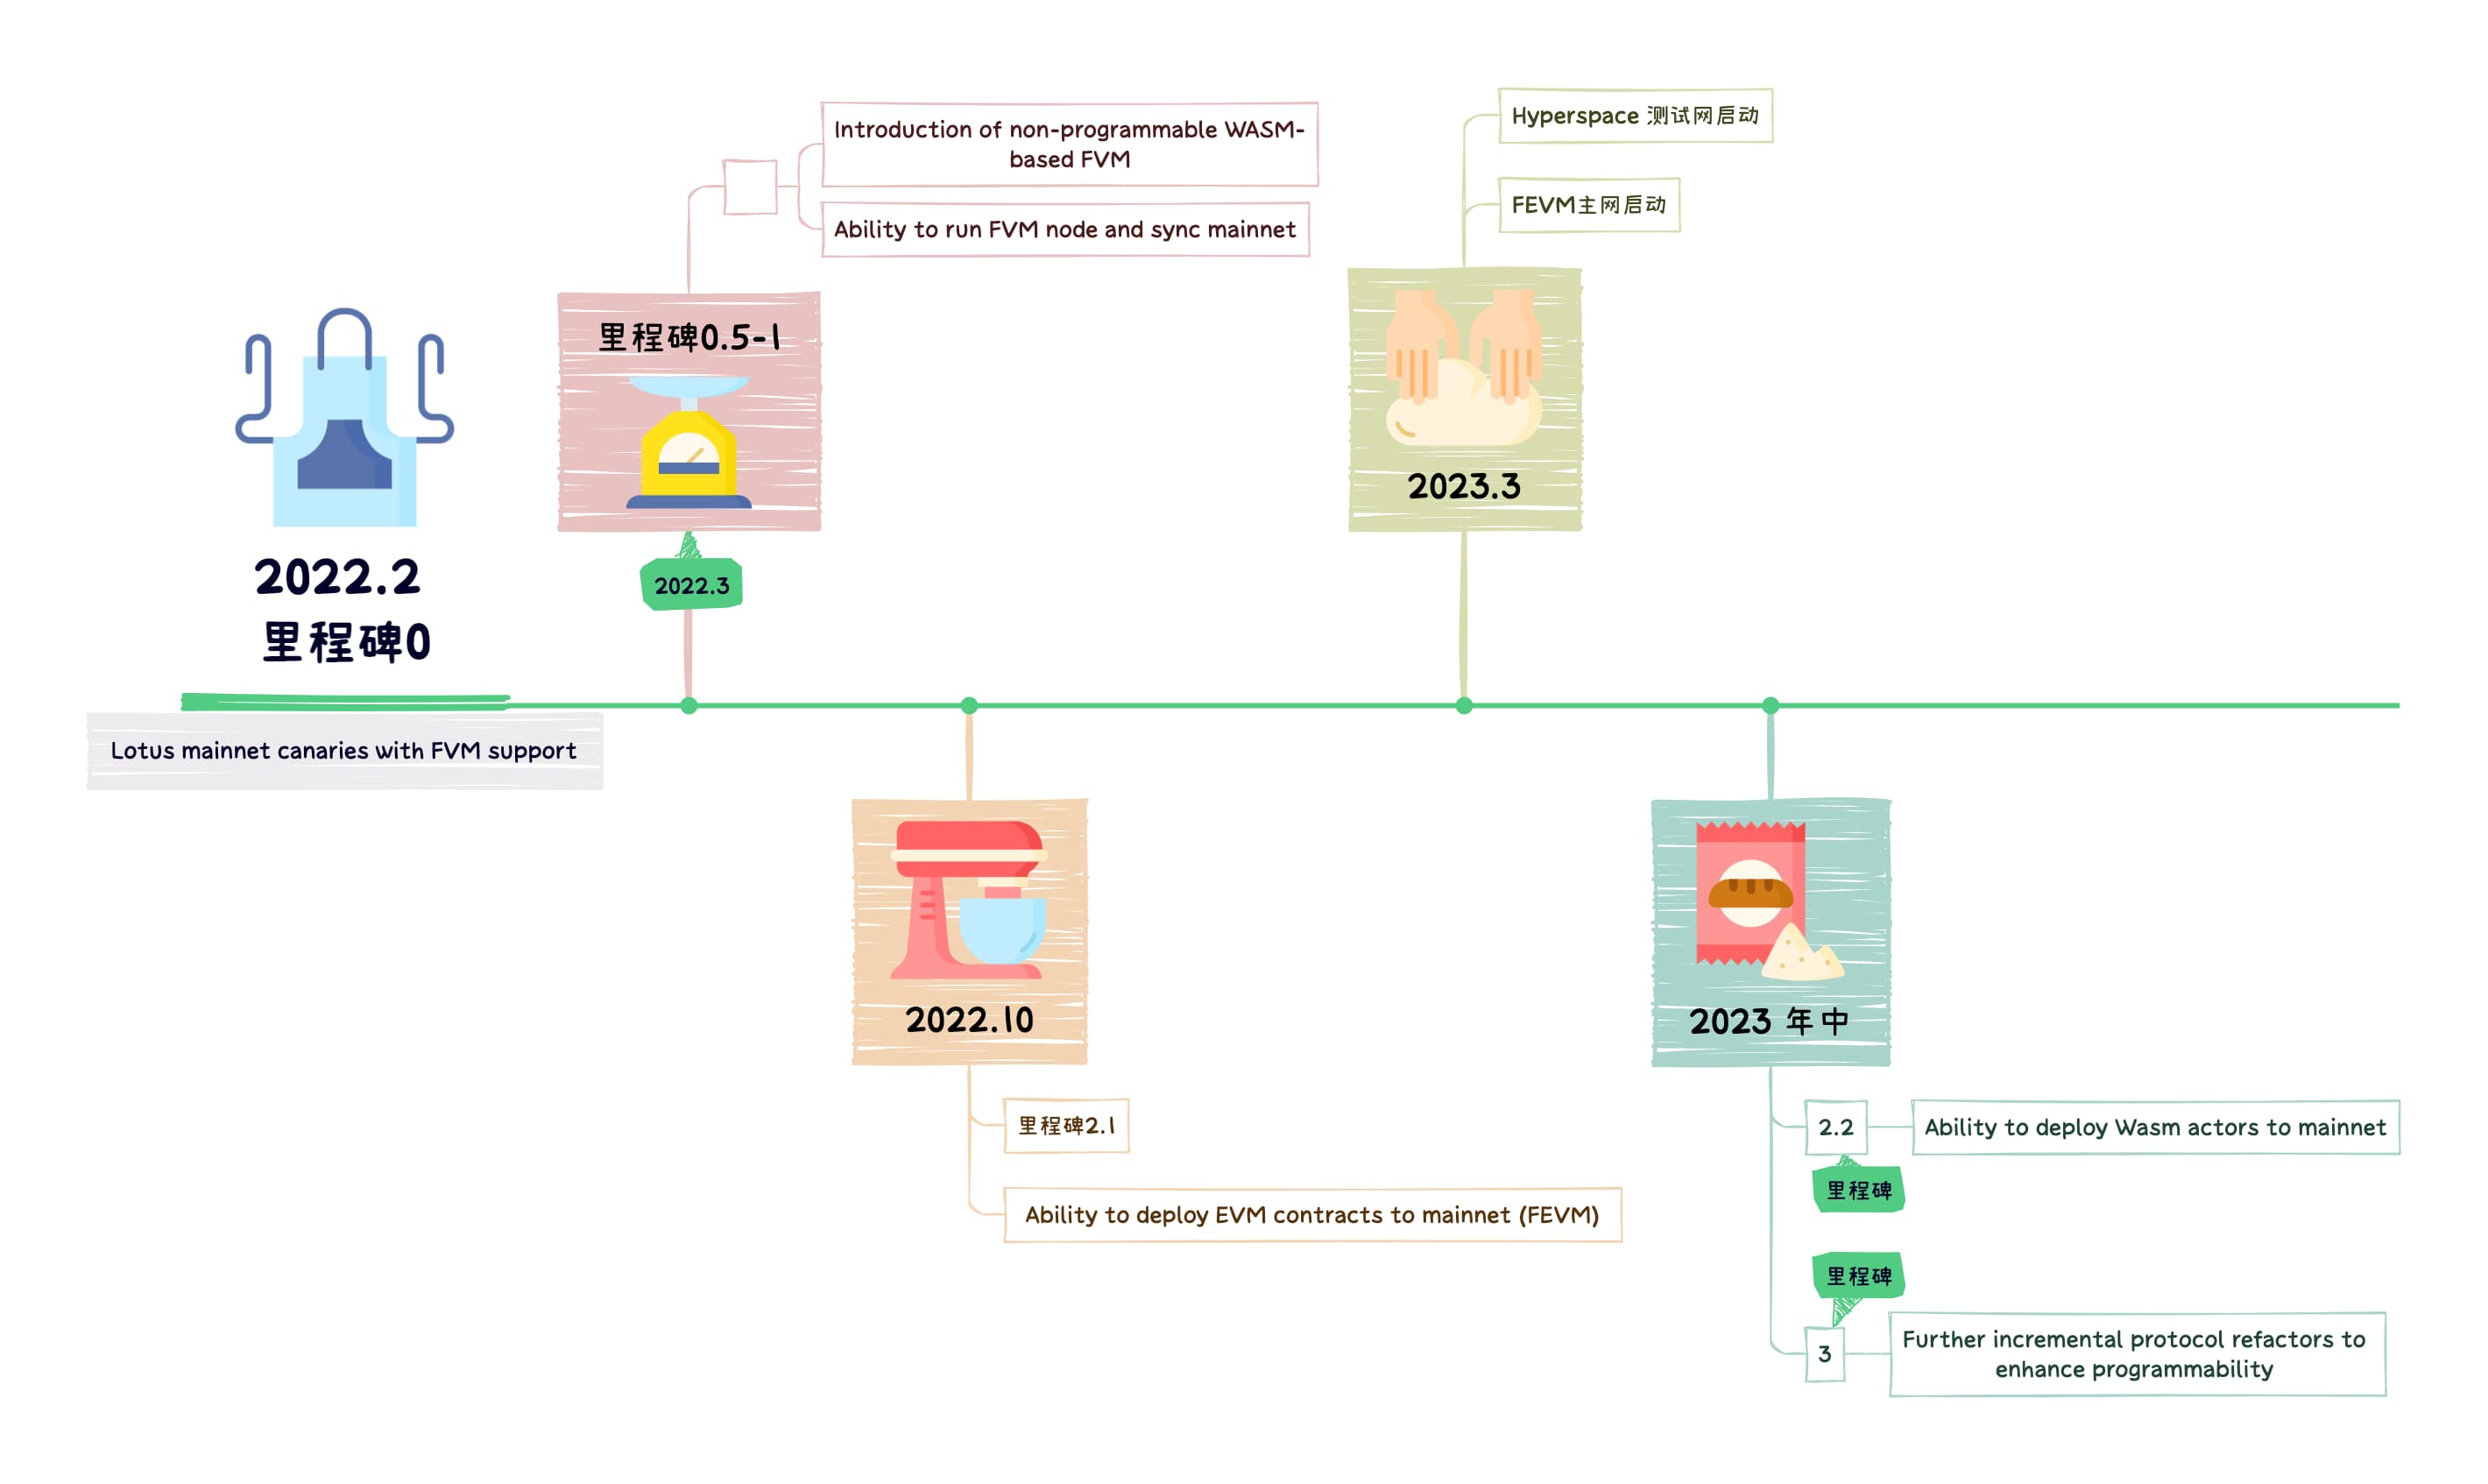 2022.2
里程碑0
Lotus mainnet canaries with FVM support
里程碑0.5-1
2022.3
Introduction of non-programmable WASM-
based FVM
Ability to run FVM node and sync mainnet
2022.10
里程碑2.1
Ability to deploy EVM contracts to mainnet (FEVM)
Hyperspace 测试网启动
FEVM主网启动
2023.3
2023 年中
2.2
Ability to deploy Wasm actors to mainnet
里程碑
里程碑
3
Further incremental protocol refactors to
enhance programmability